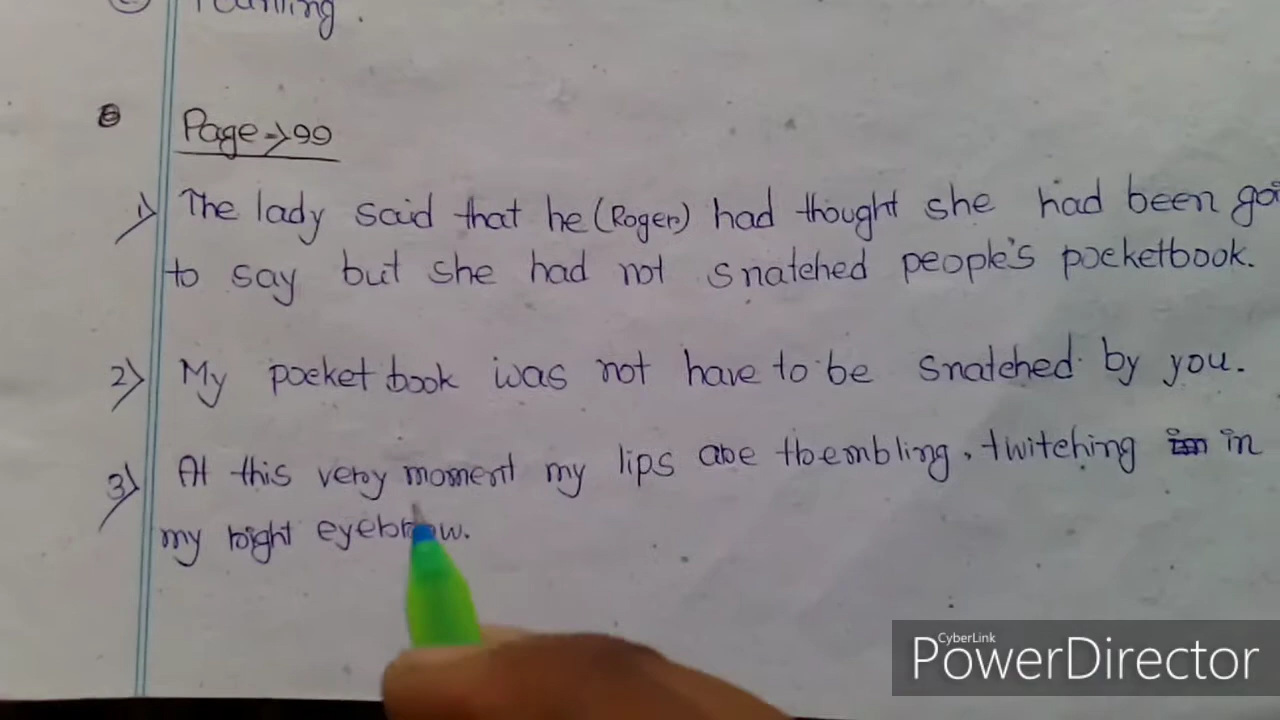 Page → 99
1) The lady said that he (Roger) had thought she had been goi
to say but she had not snatched people's pocketbook.
2) My pocket book was not have to be snatched by you.
3) At this very moment my lips are trembling, twitching in
my right eyebrow.
CyberLink
PowerDirector